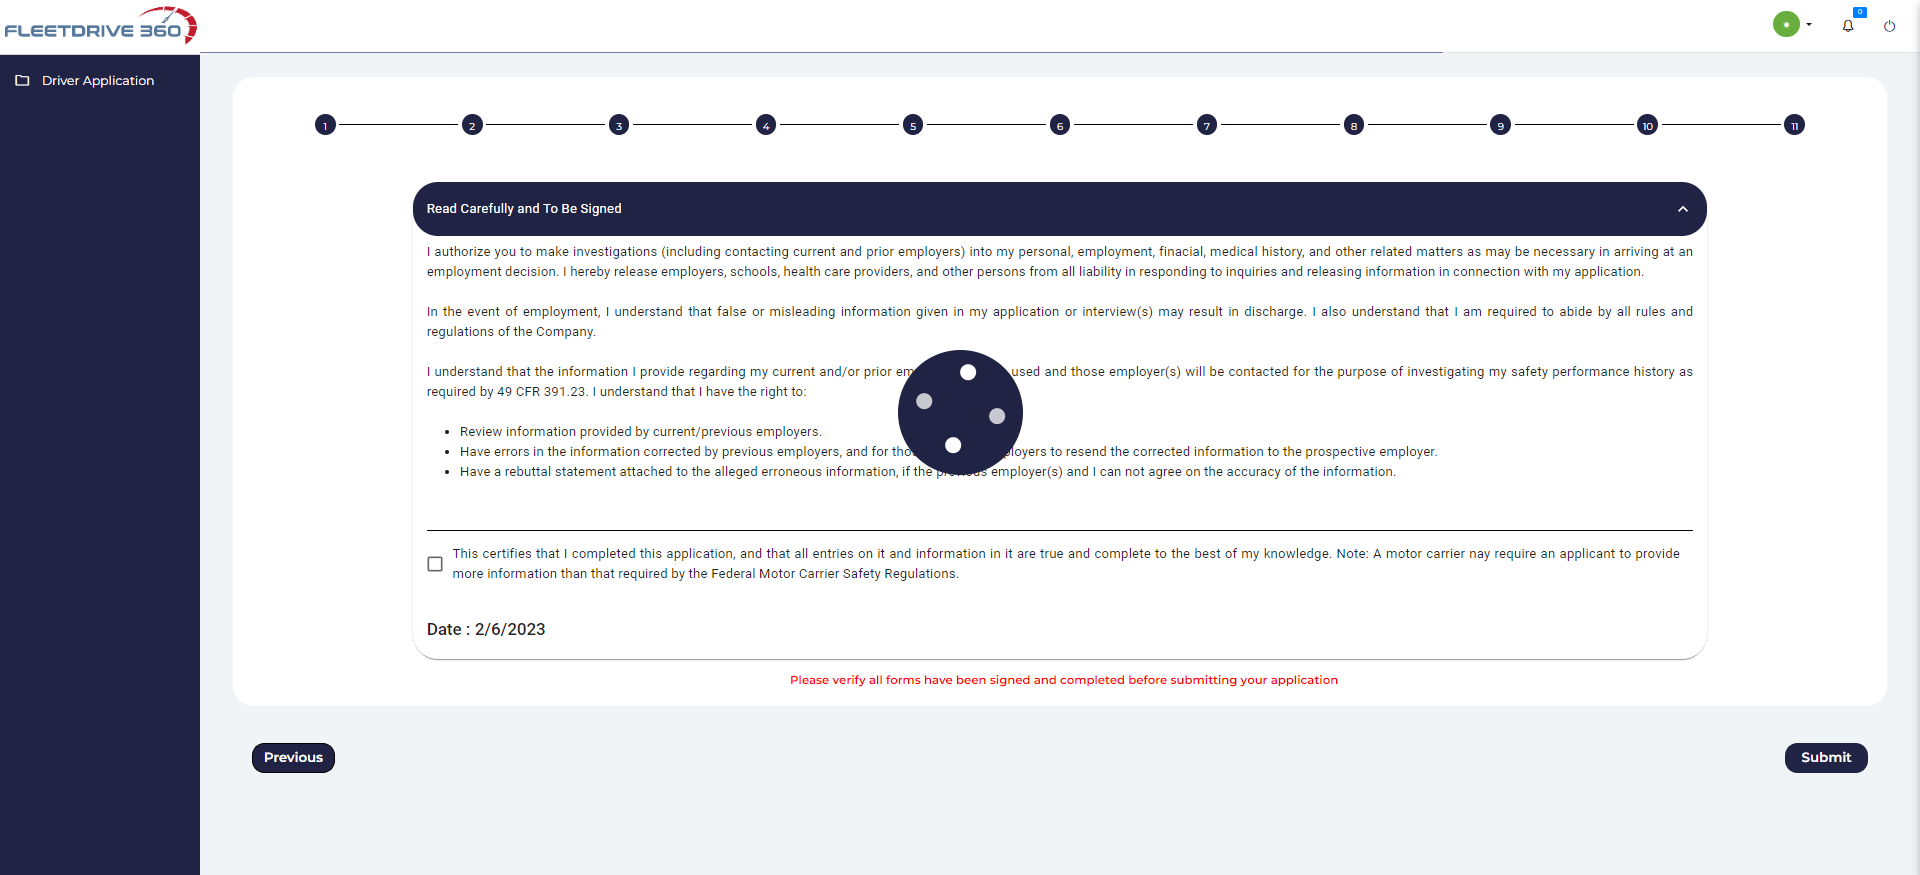 FLEETDRIVE 360
0
Driver Application
1 2 3 4 5 6 7 8 9 10 11
Read Carefully and To Be Signed
I authorize you to make investigations (including contacting current and prior employers) into my personal, employment, finacial, medical history, and other related matters as may be necessary in arriving at an
employment decision. I hereby release employers, schools, health care providers, and other persons from all liability in responding to inquiries and releasing information in connection with my application.
In the event of employment, I understand that false or misleading information given in my application or interview(s) may result in discharge. I also understand that I am required to abide by all rules and
regulations of the Company.
I understand that the information I provide regarding my current and/or prior used and those employer(s) will be contacted for the purpose of investigating my safety performance history as
required by 49 CFR 391.23. I understand that I have the right to:
• Review information provided by current/previous employers.
• Have errors in the information corrected by previous employers, and for to resend the corrected information to the prospective employer.
• Have a rebuttal statement attached to the alleged erroneous information, if the previous employer(s) and I can not agree on the accuracy of the information.
This certifies that I completed this application, and that all entries on it and information in it are true and complete to the best of my knowledge. Note: A motor carrier nay require an applicant to provide
more information than that required by the Federal Motor Carrier Safety Regulations.
Date : 2/6/2023
Please verify all forms have been signed and completed before submitting your application
Previous
Submit